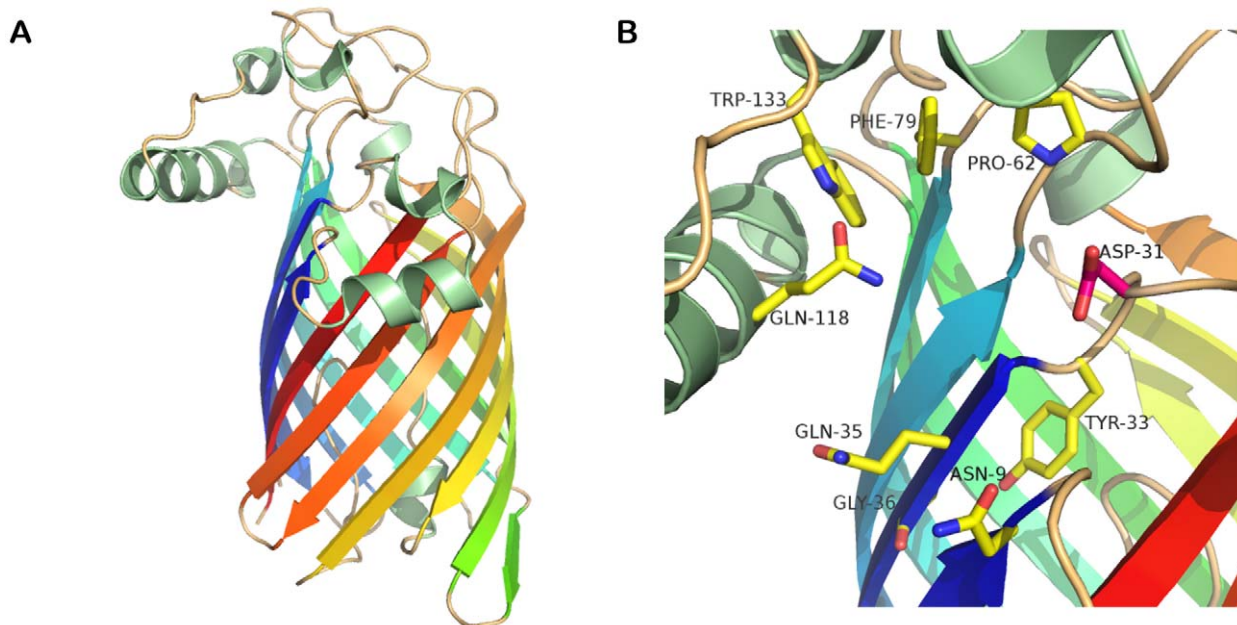 A
B
TRP-133
PHE-79
PRO-62
ASP-31
GLN-118
TYR-33
GLN-35
ASN-9
GLY-36